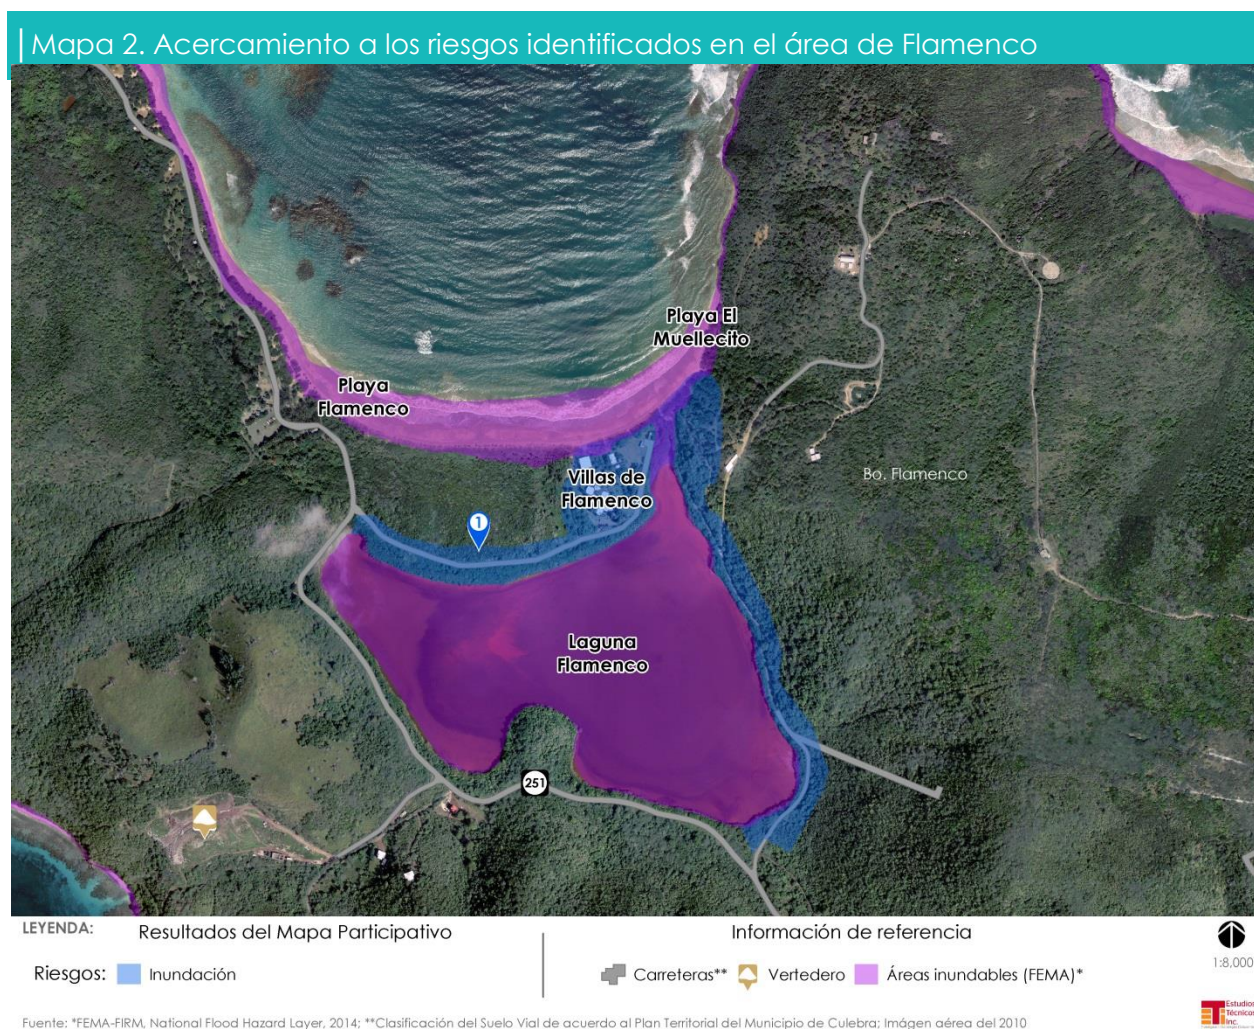 Mapa 2. Acercamiento a los riesgos identificados en el área de Flamenco
Playa El
Muellecito
Playa
Flamenco
Villas de
Flamenco
Bo. Flamenco
1
Laguna
Flamenco
251
LEYENDA:
Resultados del Mapa Participativo
Información de referencia
Riesgos: Inundación
Carreteras** Vertedero Áreas inundables (FEMA)*
1:8,000
Estudios
Técnicos
Inc.
Fuente: *FEMA-FIRM, National Flood Hazard Layer, 2014; **Clasificación del Suelo Vial de acuerdo al Plan Territorial del Municipio de Culebra; Imágen aérea del 2010